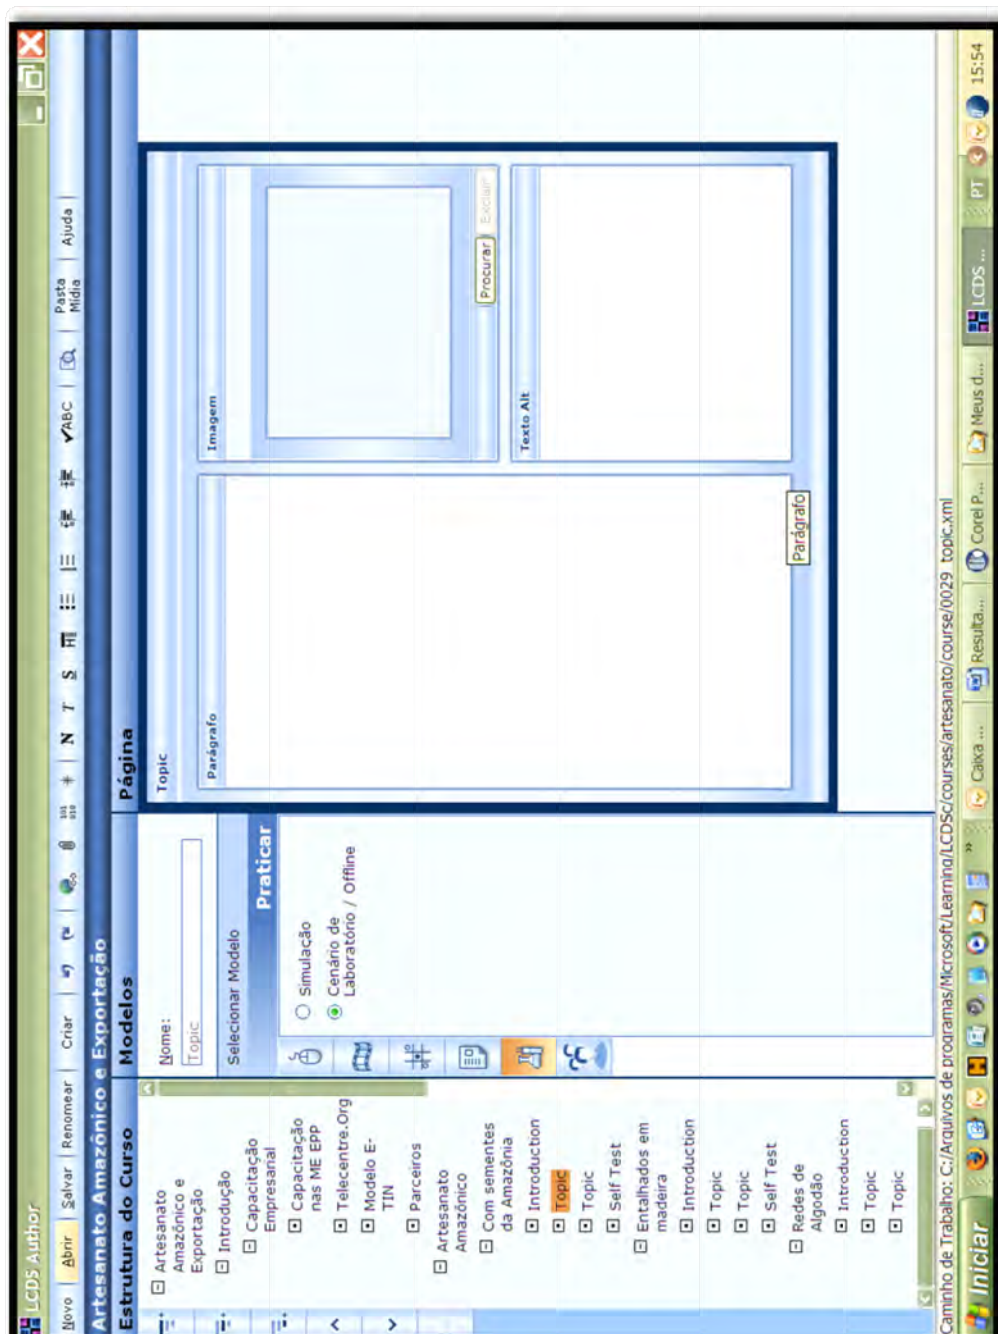 LCDS Author
Novo
Abrir
Salvar
Renomear
Criar
N
T
S
ABC
Pasta
Mídia
Ajuda
Artesanato Amazônico e Exportação
Estrutura do Curso
Modelos
Página
Artesanato
Amazônico e
Exportação
Introdução
Capacitação
Empresarial
Capacitação
nas ME EPP
Telecentre.Org
Modelo E-
TIN
Parceiros
Artesanato
Amazônico
Com sementes
da Amazônia
Introduction
Topic
Topic
Self Test
Entalhados em
madeira
Introduction
Topic
Topic
Self Test
Redes de
Algodão
Introduction
Topic
Topic
Nome:
Topic
Selecionar Modelo
Praticar
Simulação
Cenário de
Laboratório / Offline
Topic
Parágrafo
Imagem
Procurar
Excluir
Texto Alt
Parágrafo
Caminho de Trabalho: C:/Arquivos de programas/Microsoft/Learning/LCDSc/courses/artesanato/course/0029_topic.xml
Iniciar
Caixa ...
Resulta...
Corel P...
Meus d...
LCDS ...
PT
15:54